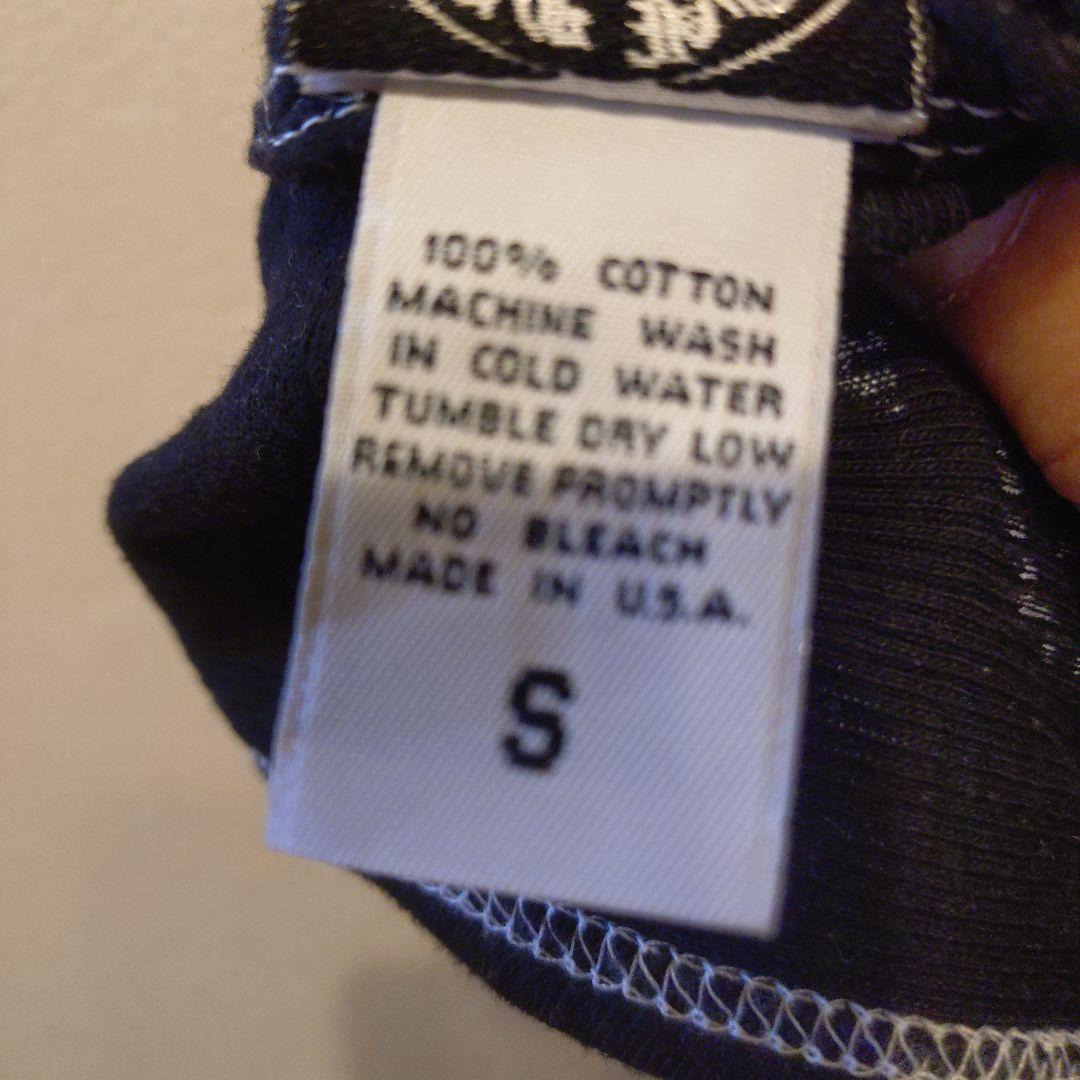 100% COTTON
MACHINE WASH
IN COLD WATER
TUMBLE DRY LOW
REMOVE PROMPTLY
NO BLEACH
MADE IN U.S.A.
S